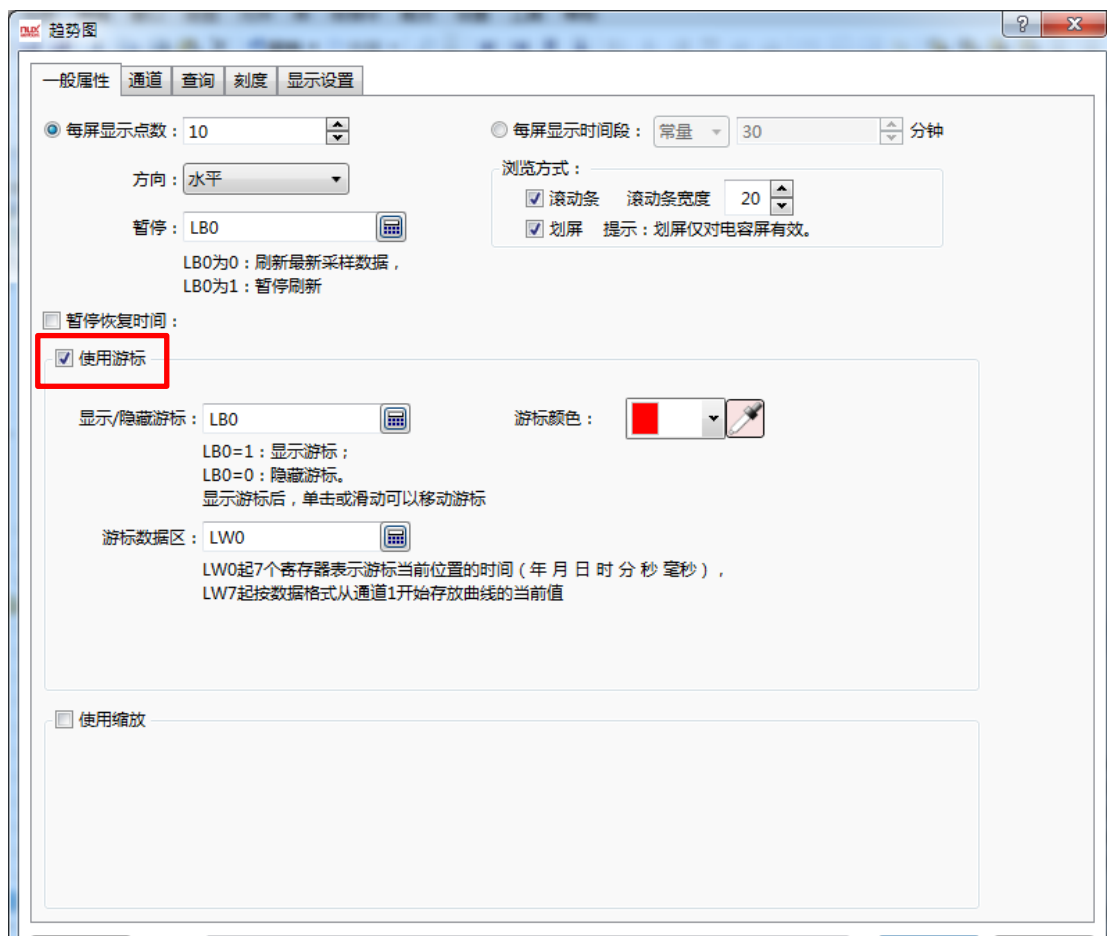 趋势图
一般属性 通道 查询 刻度 显示设置
每屏显示点数： 10
每屏显示时间段： 常量 30 分钟
方向： 水平
浏览方式：
滚动条 滚动条宽度 20
暂停： LB0
划屏 提示：划屏仅对电容屏有效。
LB0为0：刷新最新采样数据，
LB0为1：暂停刷新
暂停恢复时间：
使用游标
显示/隐藏游标： LB0
游标颜色：
LB0=1：显示游标；
LB0=0：隐藏游标。
显示游标后，单击或滑动可以移动游标
游标数据区： LW0
LW0起7个寄存器表示游标当前位置的时间（年 月 日 时 分 秒 毫秒），
LW7起按数据格式从通道1开始存放曲线的当前值
使用缩放